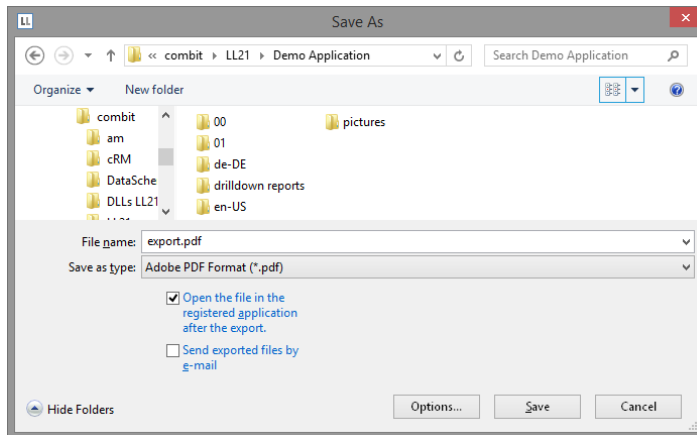 LL
Save As
« combit LL21 Demo Application
Search Demo Application
Organize
New folder
combit
am
cRM
DataSche
DLLs LL21
00
01
de-DE
drilldown reports
en-US
pictures
File name: export.pdf
Save as type: Adobe PDF Format (*.pdf)
Open the file in the
registered application
after the export.
Send exported files by
e-mail
Hide Folders
Options...
Save
Cancel